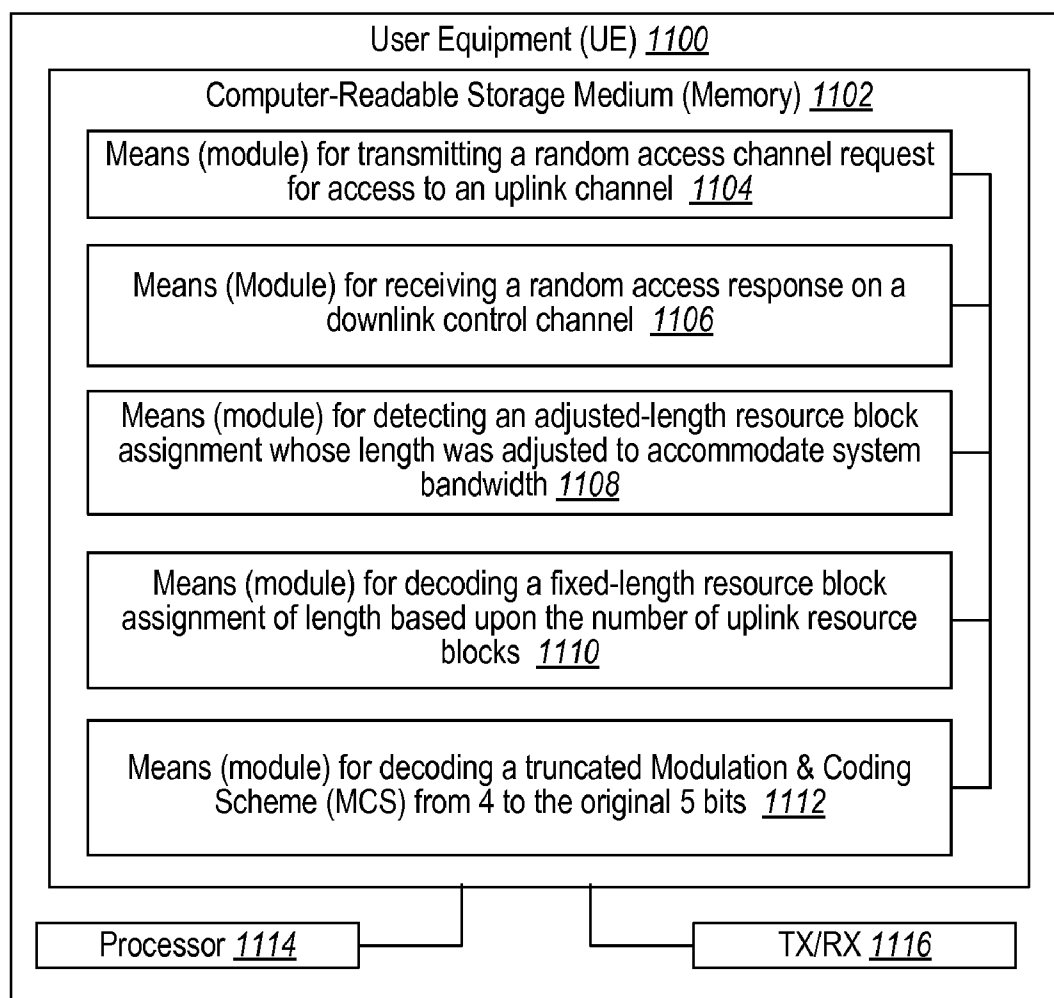 User Equipment (UE) 1100
Computer-Readable Storage Medium (Memory) 1102
Means (module) for transmitting a random access channel request
for access to an uplink channel 1104
Means (Module) for receiving a random access response on a
downlink control channel 1106
Means (module) for detecting an adjusted-length resource block
assignment whose length was adjusted to accommodate system
bandwidth 1108
Means (module) for decoding a fixed-length resource block
assignment of length based upon the number of uplink resource
blocks 1110
Means (module) for decoding a truncated Modulation & Coding
Scheme (MCS) from 4 to the original 5 bits 1112
Processor 1114
TX/RX 1116